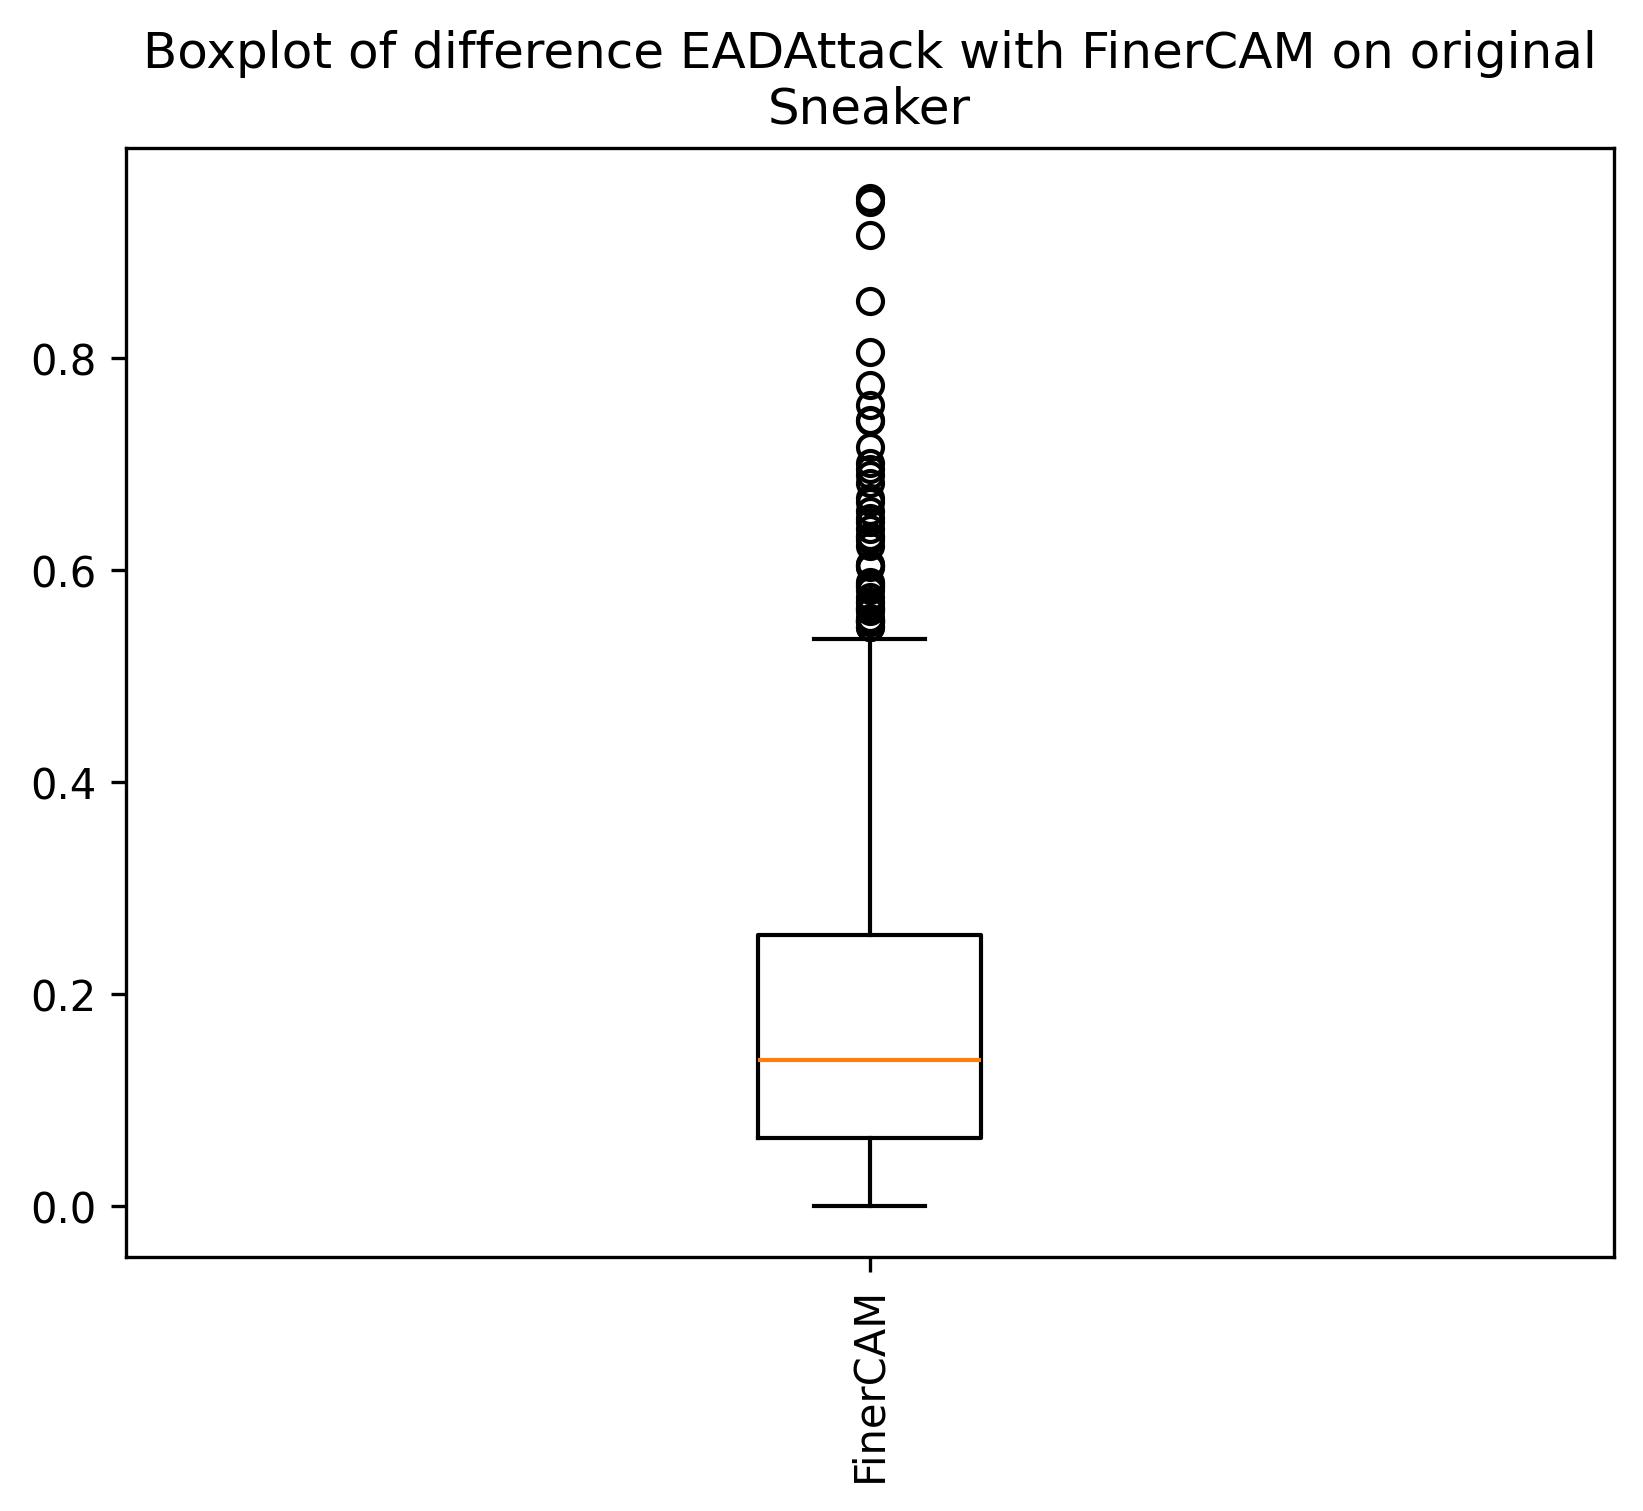 Boxplot of difference EADAttack with FinerCAM on original
Sneaker
0.8
0.6
0.4
0.2
0.0
FinerCAM